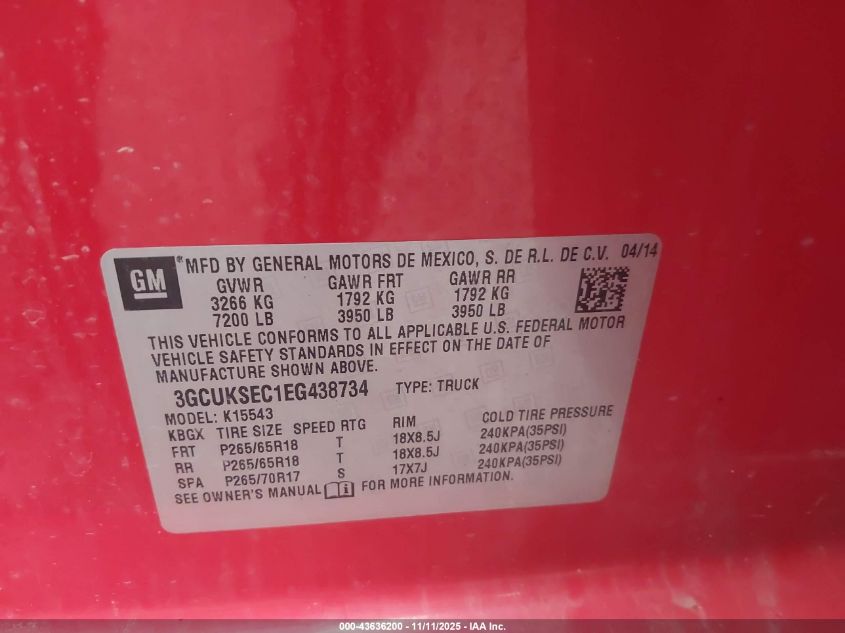 GM
® MFD BY GENERAL MOTORS DE MEXICO, S. DE R.L. DE C.V. 04/14
GVWR GAWR FRT GAWR RR
3266 KG 1792 KG 1792 KG
7200 LB 3950 LB 3950 LB
THIS VEHICLE CONFORMS TO ALL APPLICABLE U.S. FEDERAL MOTOR
VEHICLE SAFETY STANDARDS IN EFFECT ON THE DATE OF
MANUFACTURE SHOWN ABOVE.
3GCUKSEC1EG438734 TYPE: TRUCK
MODEL: K15543
KBGX TIRE SIZE SPEED RTG RIM COLD TIRE PRESSURE
FRT P265/65R18 T 18X8.5J 240KPA(35PSI)
RR P265/65R18 T 18X8.5J 240KPA(35PSI)
SPA P265/70R17 S 17X7J 240KPA(35PSI)
SEE OWNER'S MANUAL i FOR MORE INFORMATION.
000-43636200 - 11/11/2025 - IAA Inc.